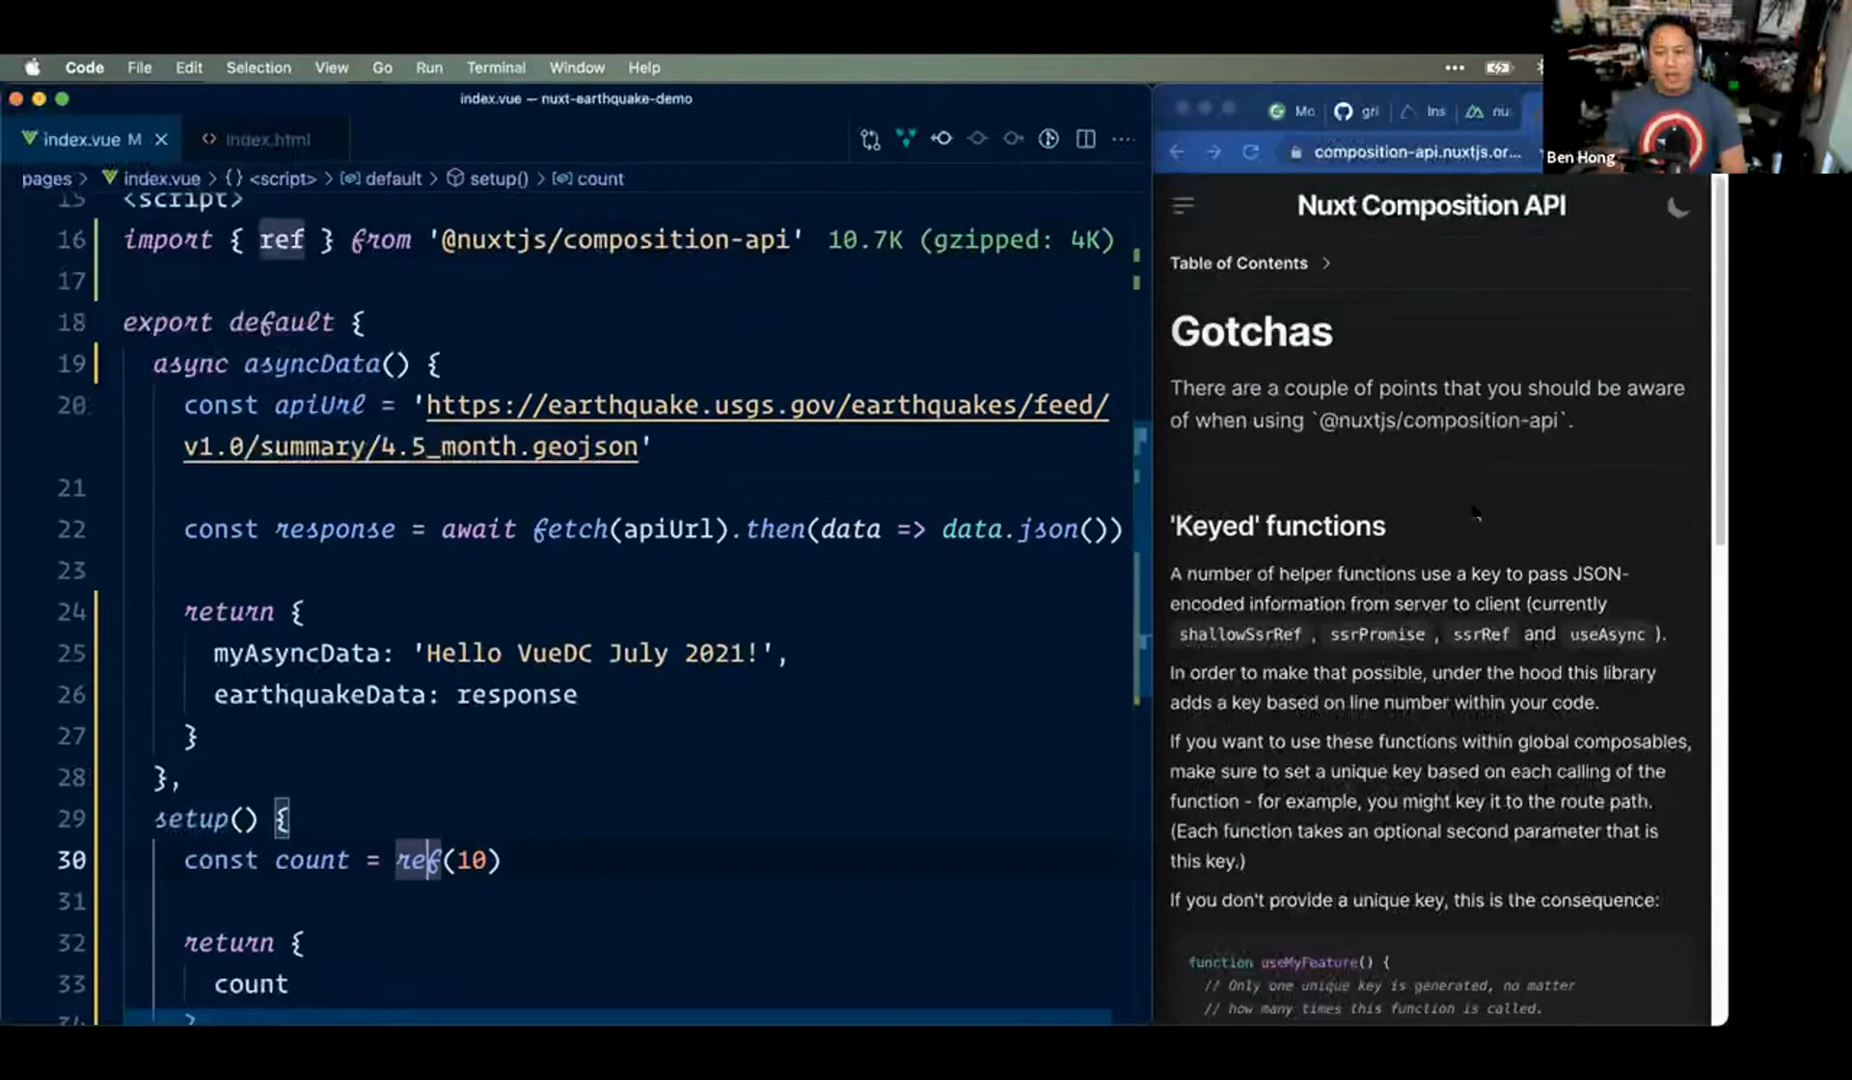 Code File Edit Selection View Go Run Terminal Window Help
index.vue — nuxt-earthquake-demo
index.vue M
index.html
pages > index.vue > {} <script> > default > setup() > count
15 <script>
16 import { ref } from '@nuxtjs/composition-api' 10.7K (gzipped: 4K)
17
18 export default {
19 async asyncData() {
20 const apiUrl = 'https://earthquake.usgs.gov/earthquakes/feed/
v1.0/summary/4.5_month.geojson'
21
22 const response = await fetch(apiUrl).then(data => data.json())
23
24 return {
25 myAsyncData: 'Hello VueDC July 2021!',
26 earthquakeData: response
27 }
28 },
29 setup() {
30 const count = ref(10)
31
32 return {
33 count
}
Mo gri Ins nu
composition-api.nuxtjs.or...
Ben Hong
Nuxt Composition API
Table of Contents >
Gotchas
There are a couple of points that you should be aware
of when using `@nuxtjs/composition-api`.
'Keyed' functions
A number of helper functions use a key to pass JSON-
encoded information from server to client (currently
shallowSsrRef , ssrPromise , ssrRef and useAsync ).
In order to make that possible, under the hood this library
adds a key based on line number within your code.
If you want to use these functions within global composables,
make sure to set a unique key based on each calling of the
function - for example, you might key it to the route path.
(Each function takes an optional second parameter that is
this key.)
If you don't provide a unique key, this is the consequence:
function useMyFeature() {
// Only one unique key is generated, no matter
// how many times this function is called.